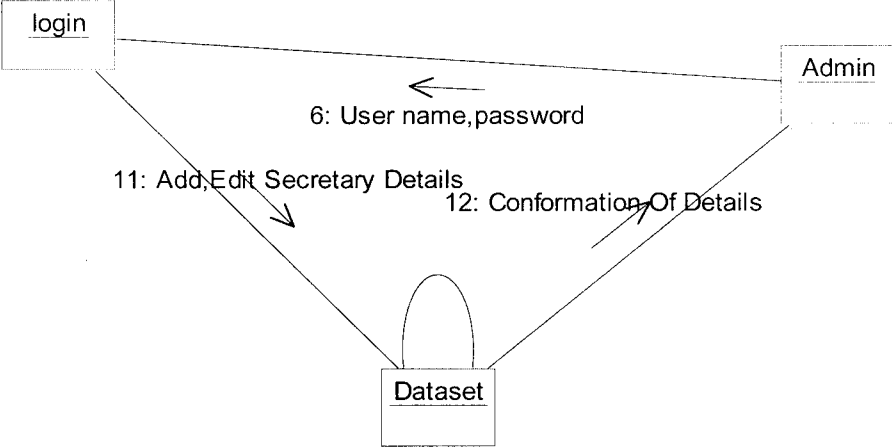 login
Admin
6: User name,password
11: Add,Edit Secretary Details
12: Conformation Of Details
Dataset